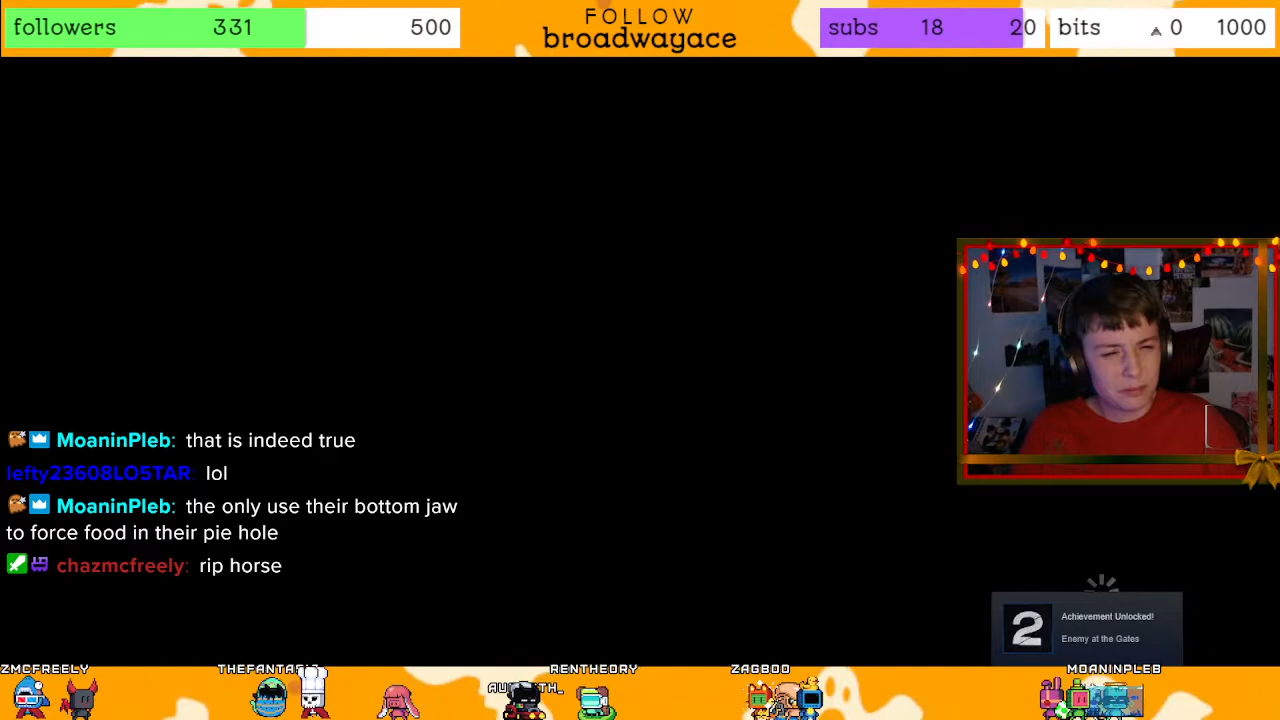 followers 331 500
FOLLOW
broadwayace
subs 18 20
bits 0 1000
MoaninPleb: that is indeed true
lefty23608LO5TAR: lol
MoaninPleb: the only use their bottom jaw
to force food in their pie hole
chazmcfreely: rip horse
2
Achievement Unlocked!
Enemy at the Gates
ZMCFREELY
RENTHEORY
ZAGBOO
MOANINPLEB